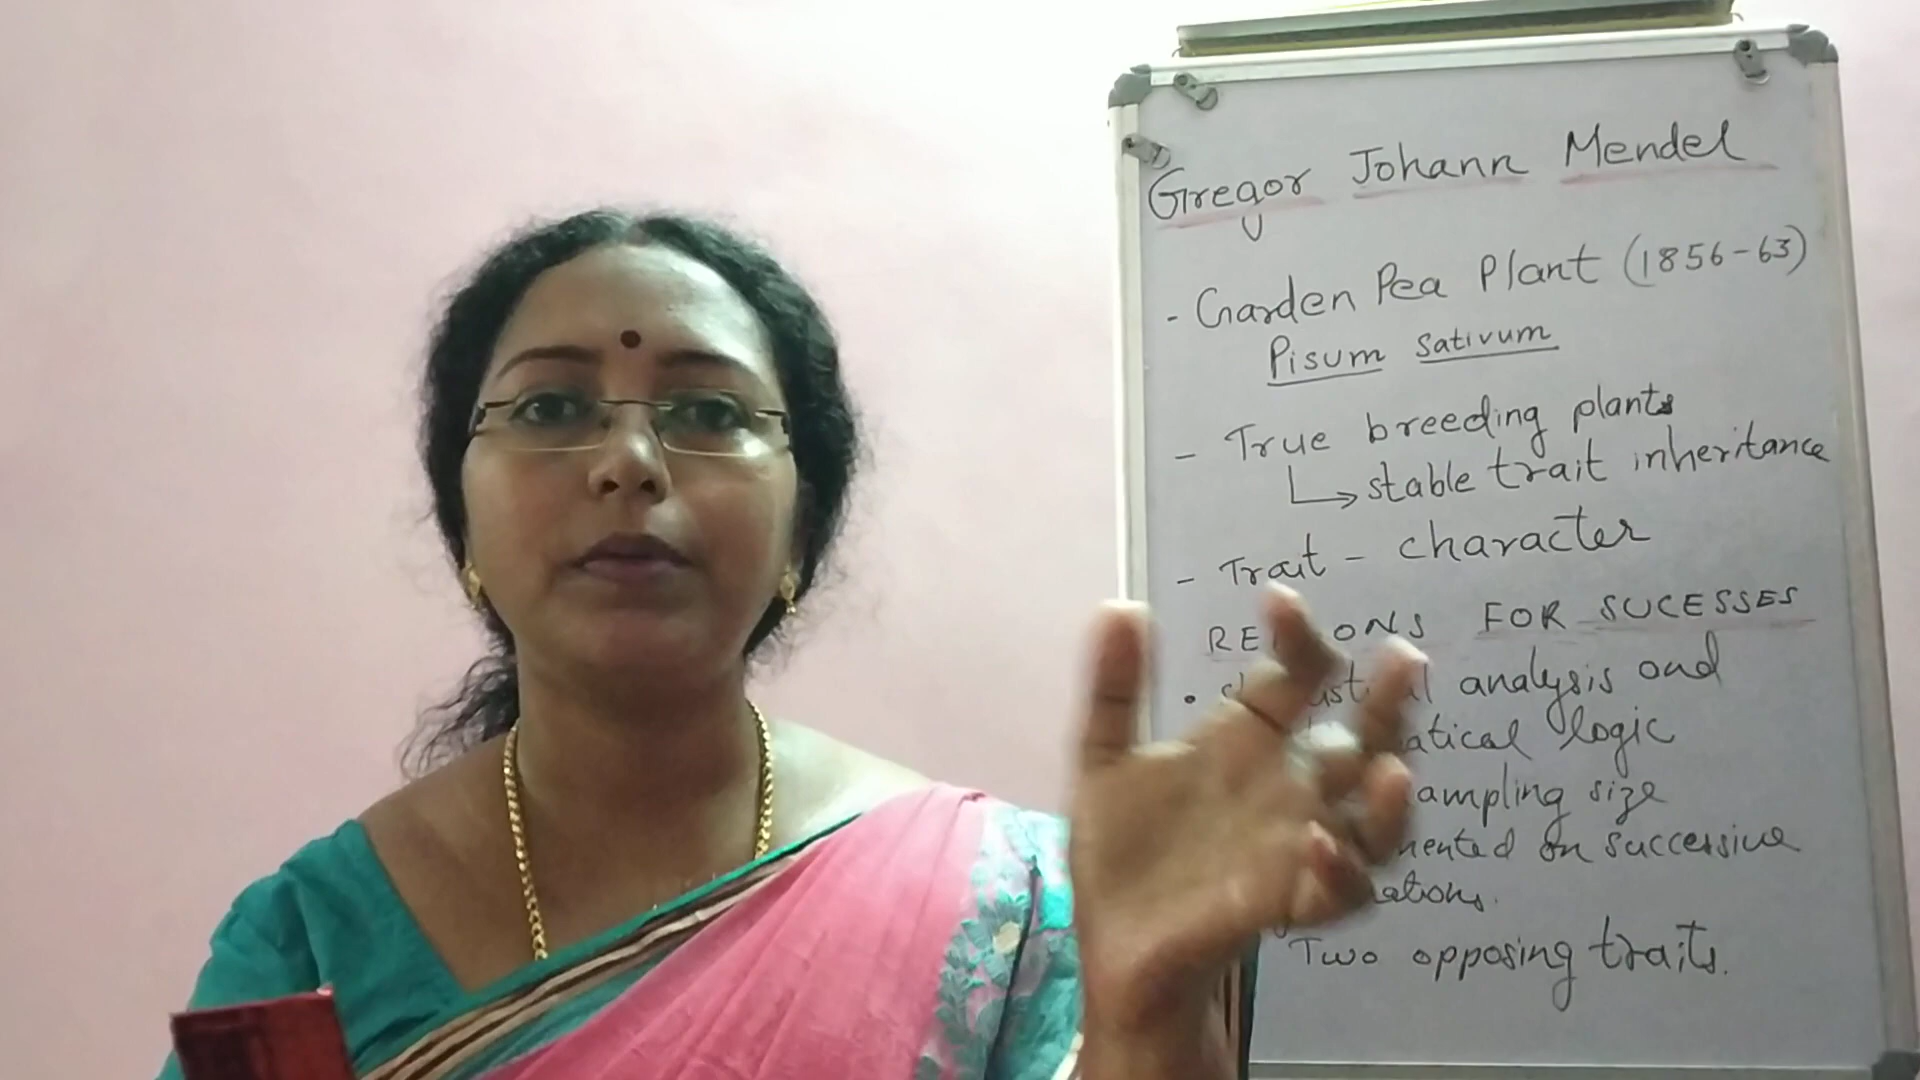 Gregor Johann Mendel
- Garden Pea Plant (1856-63)
Pisum sativum
- True breeding plants
↳ stable trait inheritance
- Trait - character
FOR SUCESSES
• analysis and
logic
size
on successive
Two opposing traits.